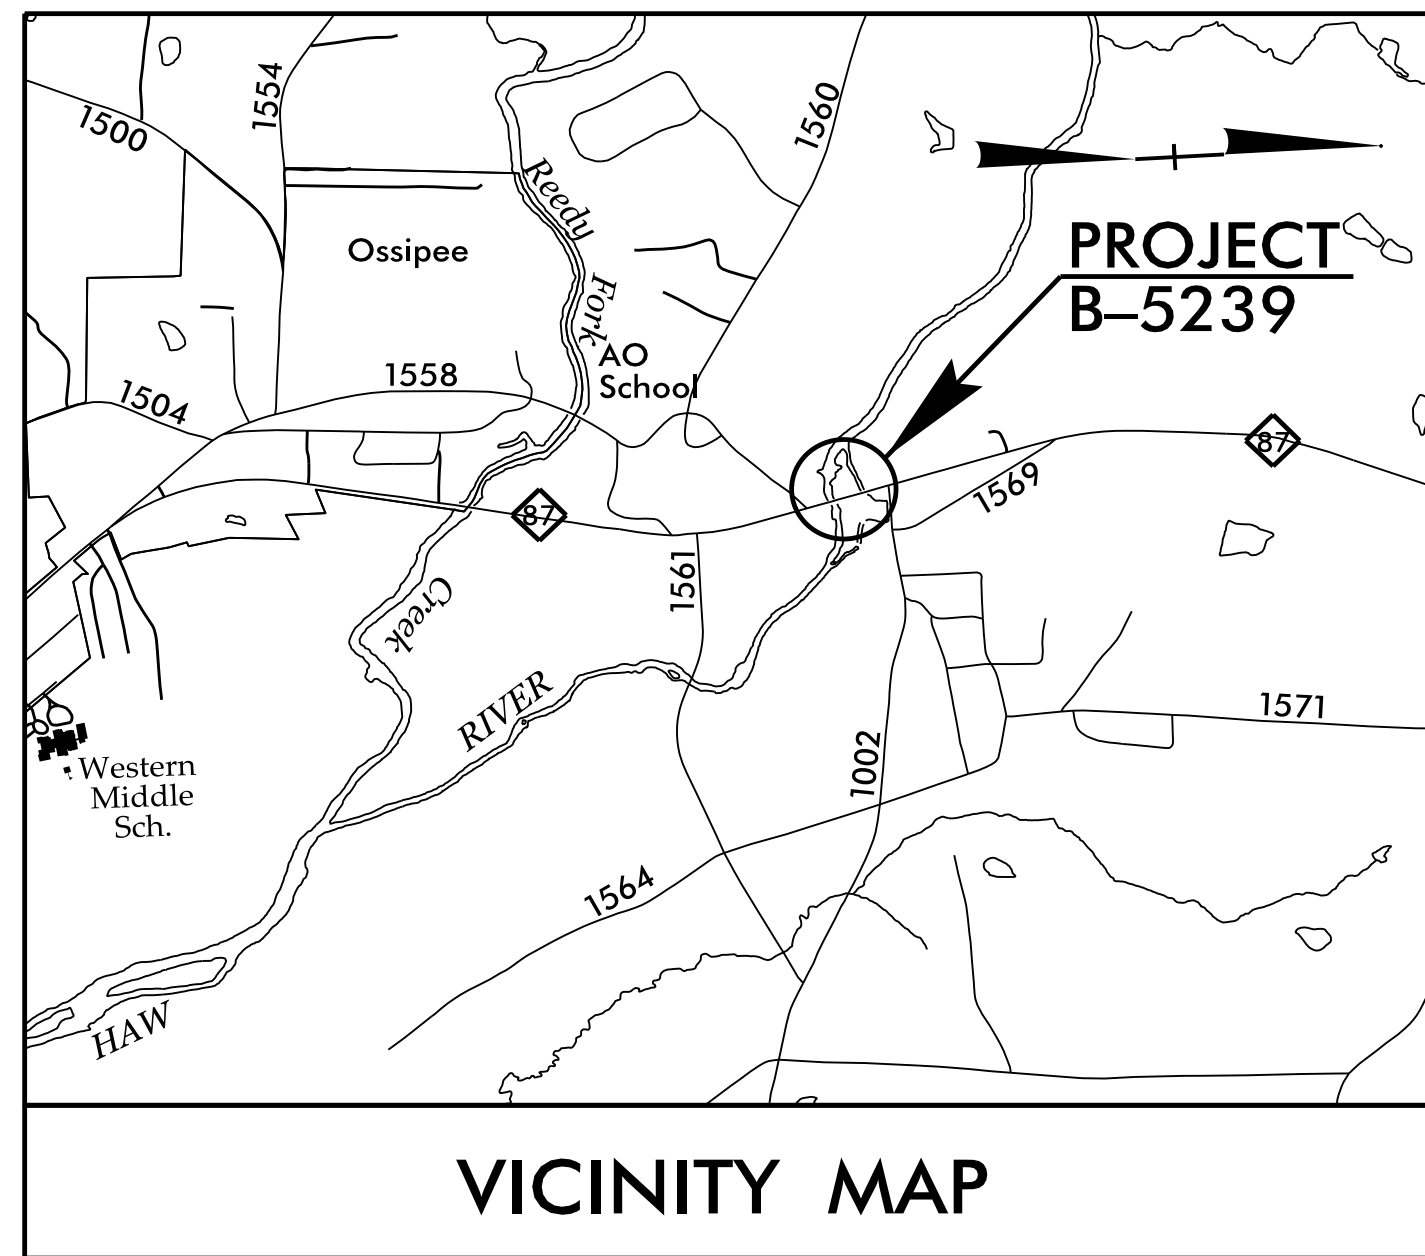 1500
1554
1560
Reedy
Fork
Ossipee
PROJECT
B–5239
AO
School
1558
1504
87
87
1569
1561
Creek
RIVER
1571
1002
Western
Middle
Sch.
1564
HAW
VICINITY MAP